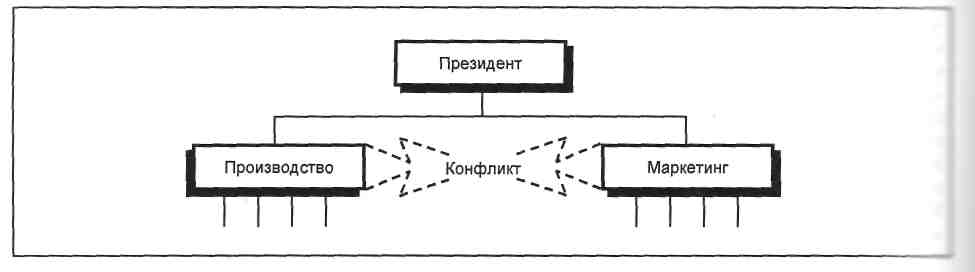 Президент
Производство
Конфликт
Маркетинг